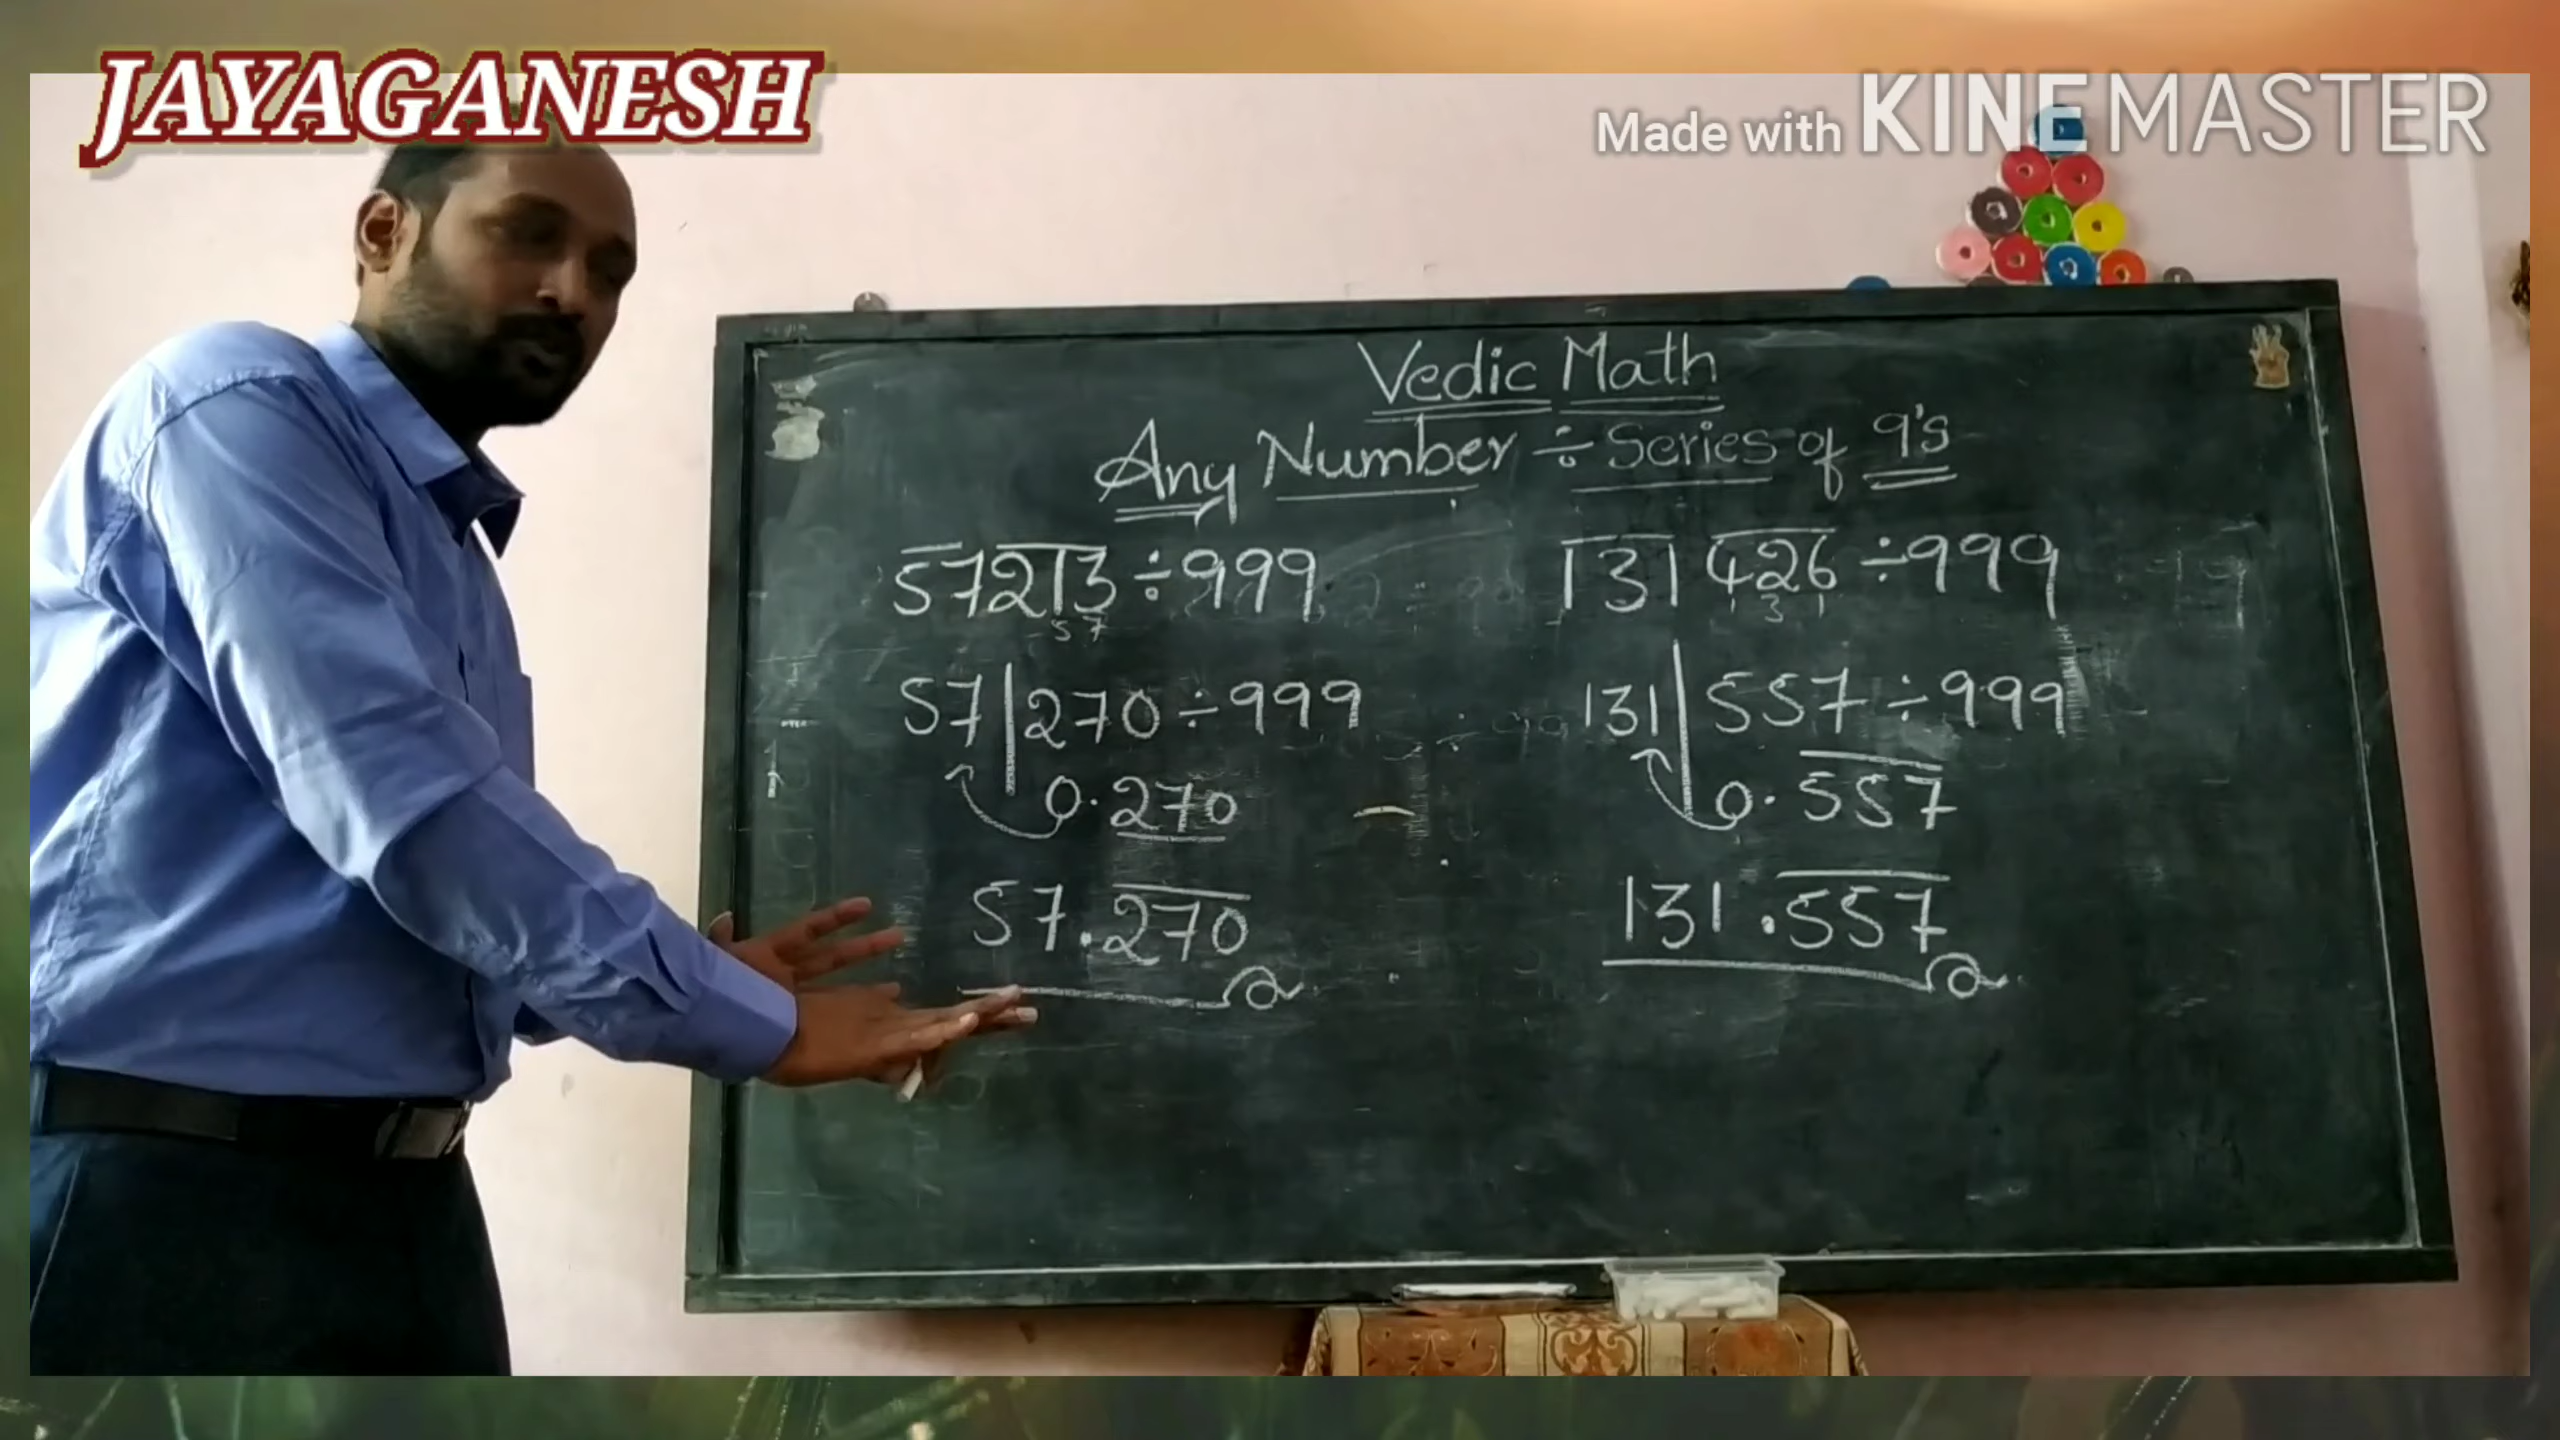 JAYAGANESH
Made with KINEMASTER
Vedic Math
Any Number ÷ Series of 9's
57213 ÷ 999
57
57 | 270 ÷ 999
0.270
57.270
131426 ÷ 999
131
131 | 557 ÷ 999
0.557
131.557